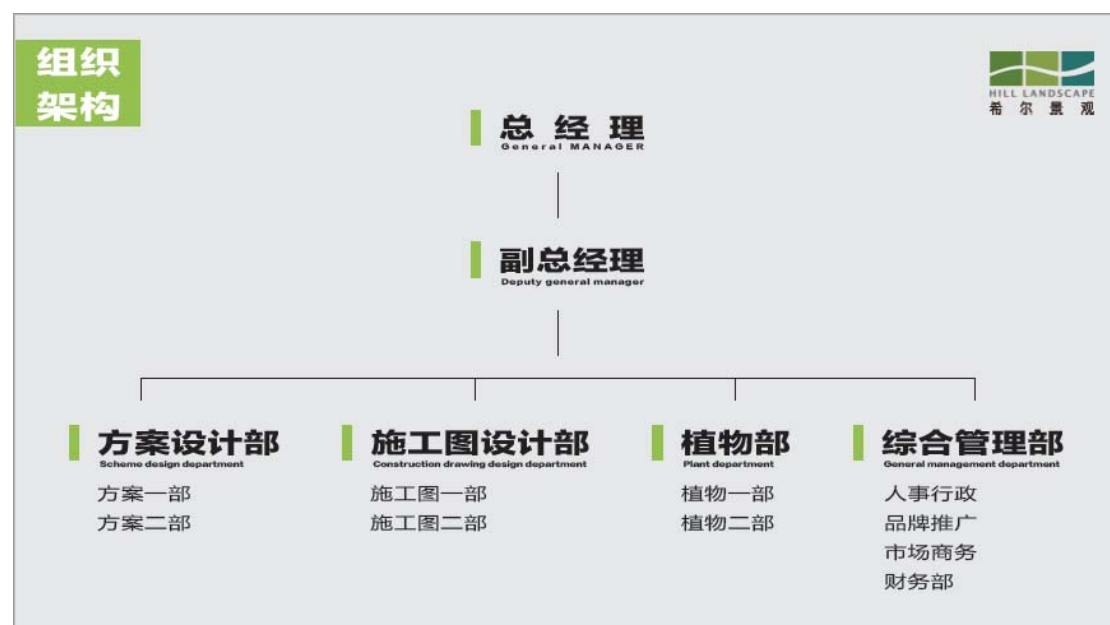 组织
架构
HILL LANDSCAPE
希尔景观
总经理
General MANAGER
副总经理
Deputy general manager
方案设计部
Scheme design department
方案一部
方案二部
施工图设计部
Construction drawing design department
施工图一部
施工图二部
植物部
Plant department
植物一部
植物二部
综合管理部
General management department
人事行政
品牌推广
市场商务
财务部